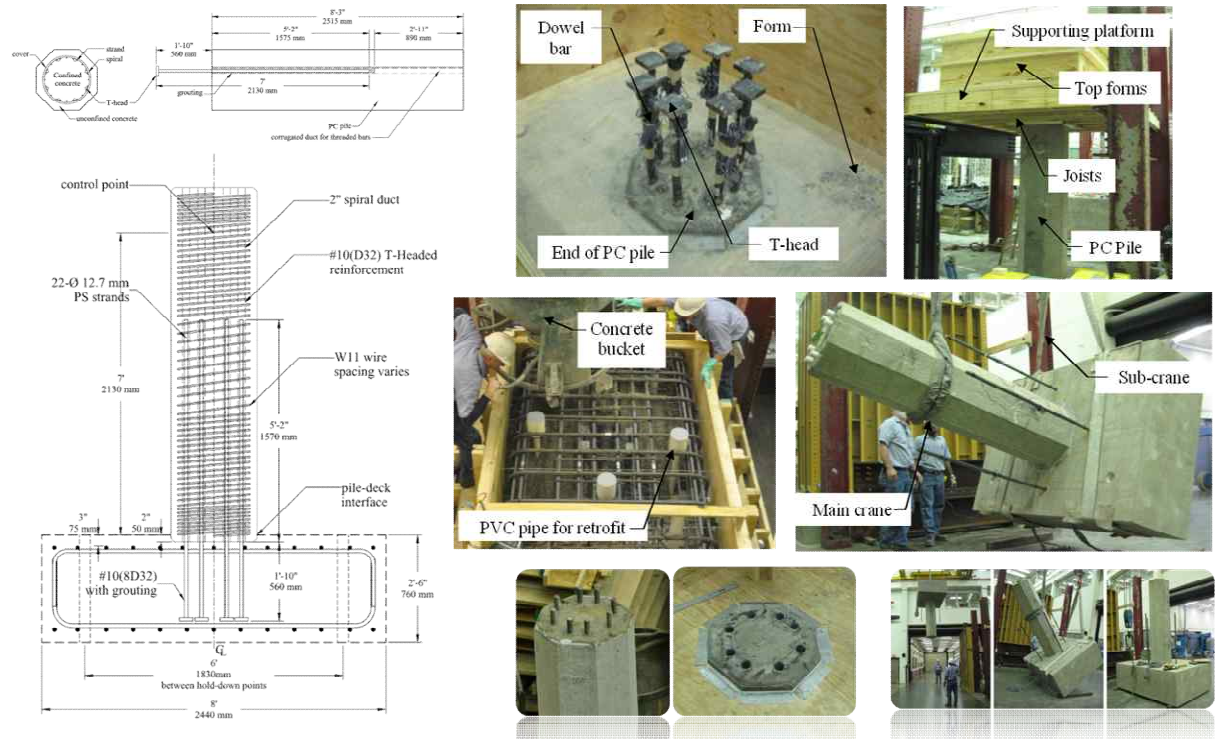 8'-3"
2515 mm
5'-2"
1575 mm
2'-11"
890 mm
1'-10"
560 mm
strand
spiral
cover
Confined
concrete
T-head
unconfined concrete
grouting
7'
2130 mm
PC pile
corrugated duct for threaded bars
control point
2" spiral duct
#10(D32) T-Headed
reinforcement
22-Ø 12.7 mm
PS strands
W11 wire
spacing varies
7'
2130 mm
5'-2"
1570 mm
pile-deck
interface
3"
75 mm
2"
50 mm
#10(8D32)
with grouting
1'-10"
560 mm
2'-6"
760 mm
CL
6'
1830mm
between hold-down points
8'
2440 mm
Dowel
bar
Form
End of PC pile
T-head
Supporting platform
Top forms
Joists
PC Pile
Concrete
bucket
PVC pipe for retrofit
Sub-crane
Main crane